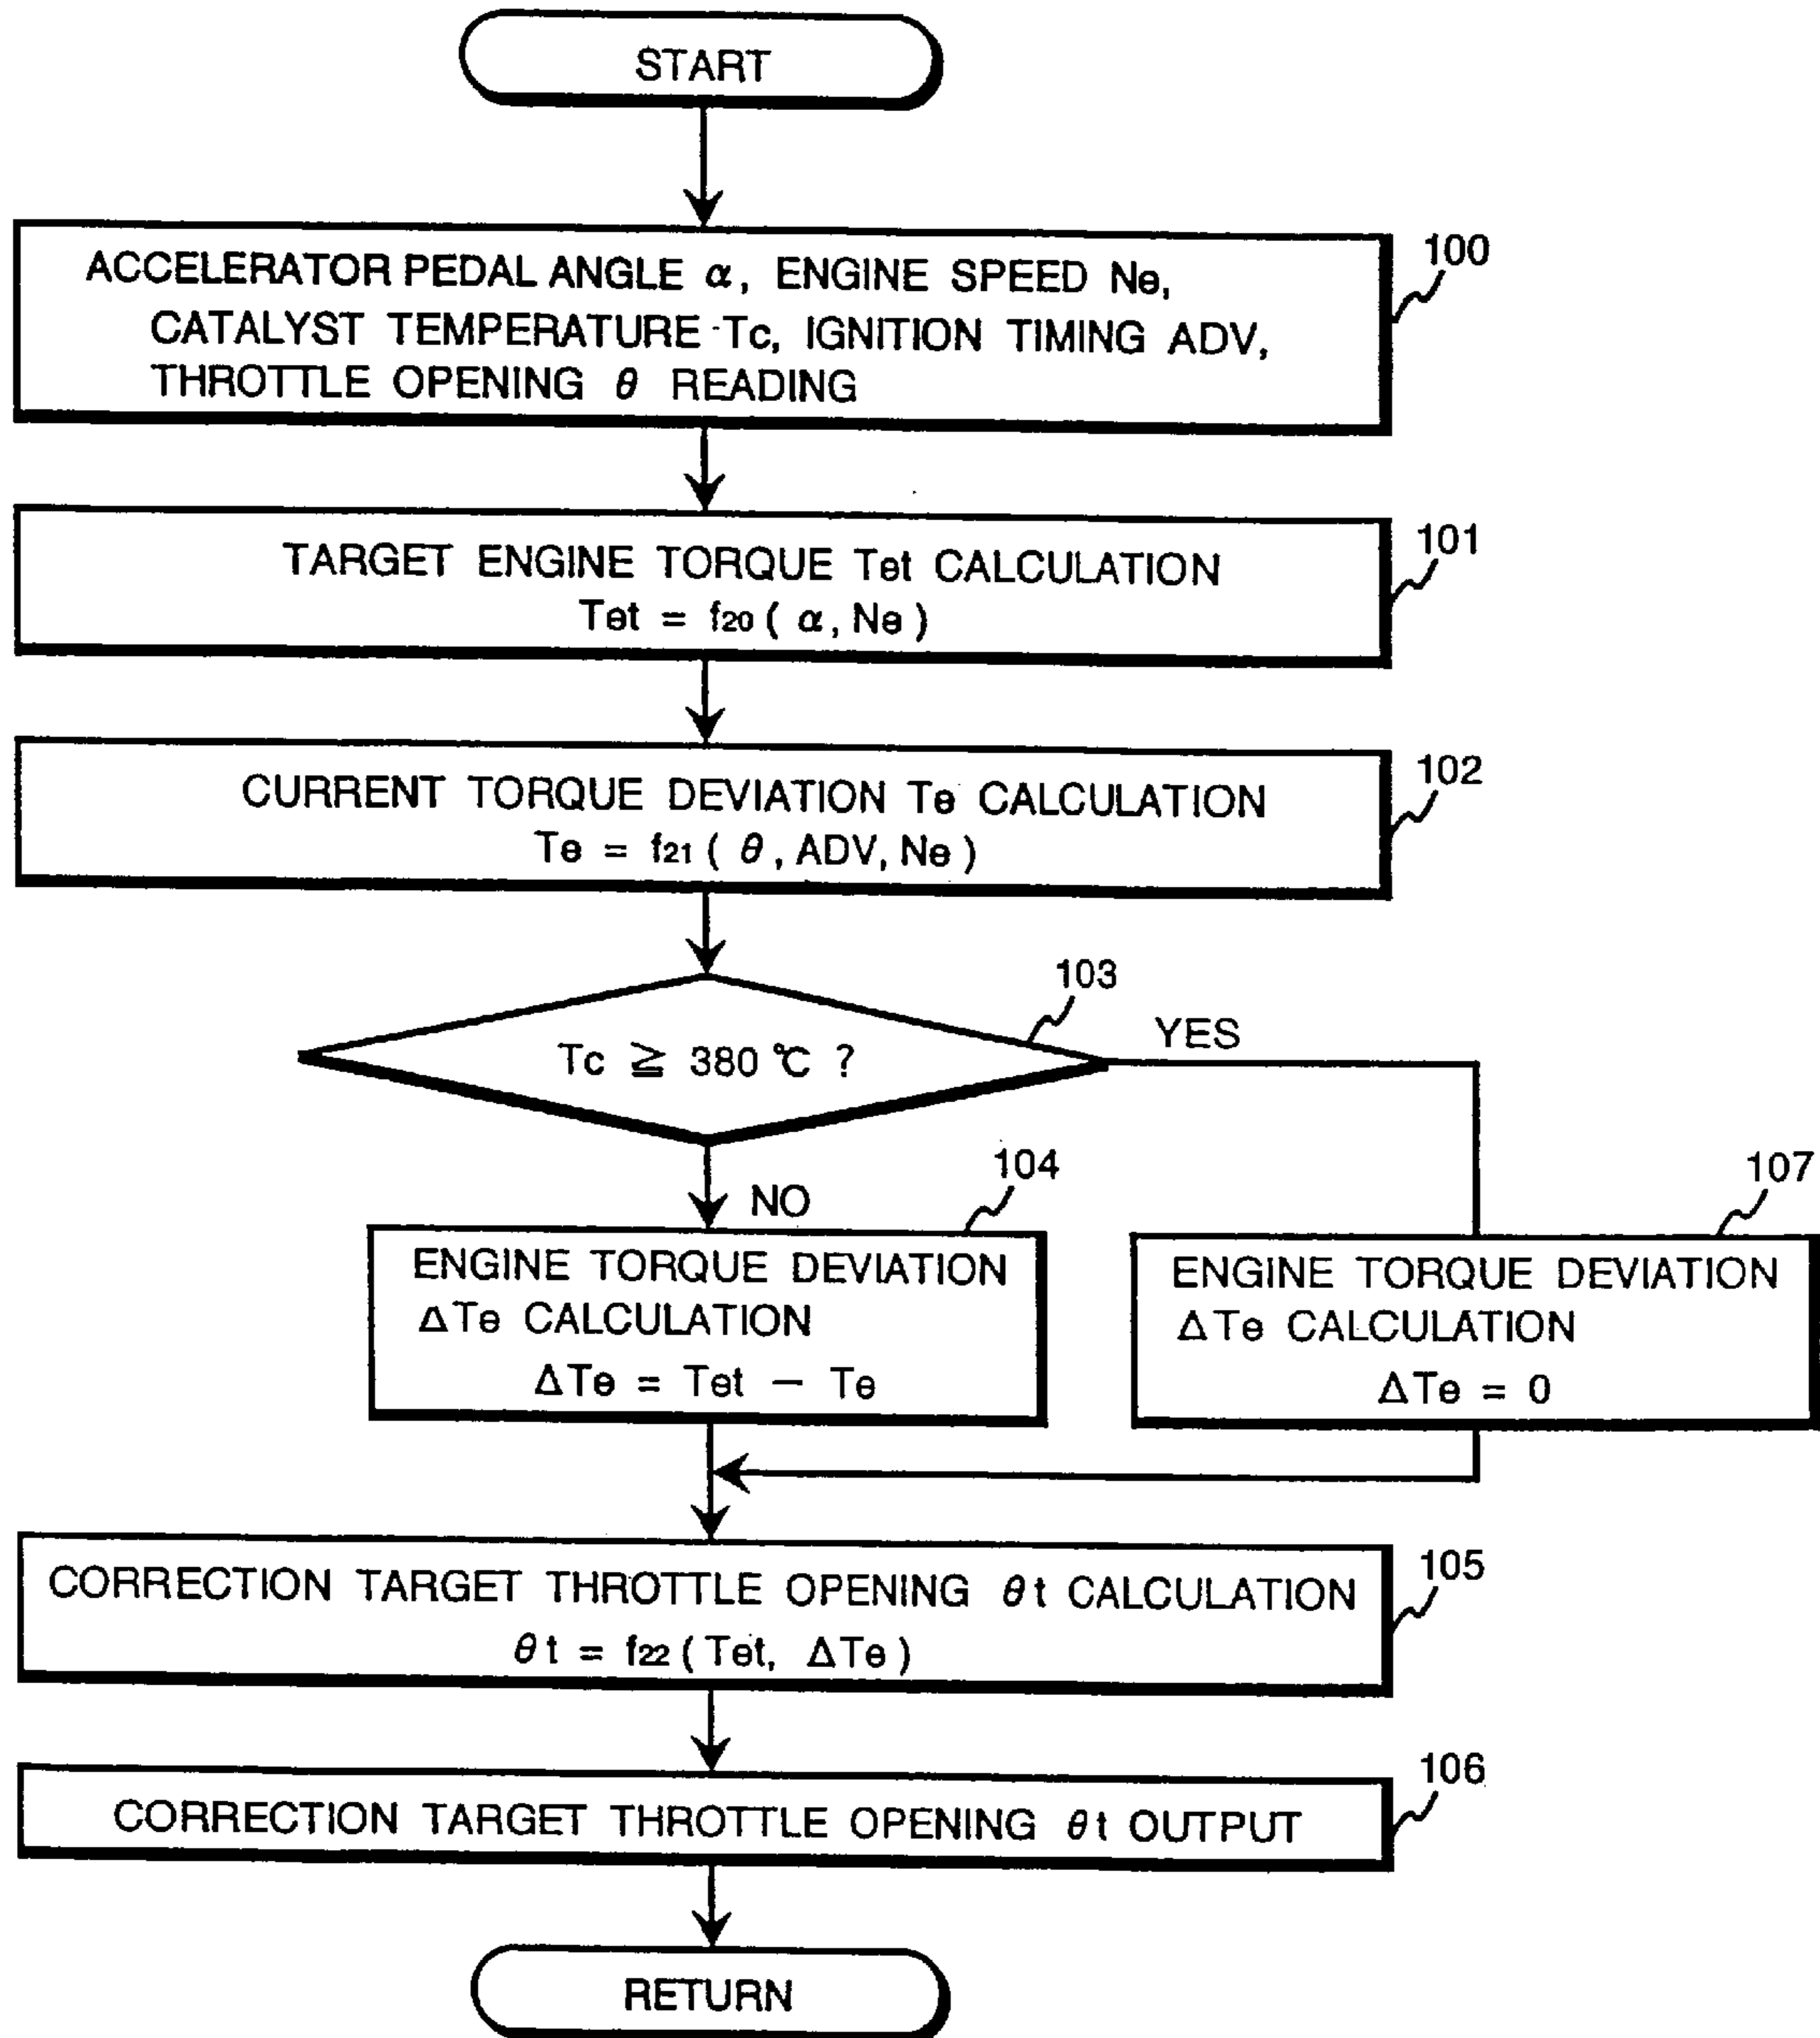 START
100
ACCELERATOR PEDAL ANGLE α, ENGINE SPEED Ne,
CATALYST TEMPERATURE Tc, IGNITION TIMING ADV,
THROTTLE OPENING θ READING
101
TARGET ENGINE TORQUE Tet CALCULATION
Tet = f20 ( α, Ne )
102
CURRENT TORQUE DEVIATION Te CALCULATION
Te = f21 ( θ, ADV, Ne )
103
Tc ≧ 380 ℃ ?
YES
NO
104
ENGINE TORQUE DEVIATION
ΔTe CALCULATION
ΔTe = Tet − Te
107
ENGINE TORQUE DEVIATION
ΔTe CALCULATION
ΔTe = 0
105
CORRECTION TARGET THROTTLE OPENING θt CALCULATION
θt = f22 ( Tet, ΔTe )
106
CORRECTION TARGET THROTTLE OPENING θt OUTPUT
RETURN